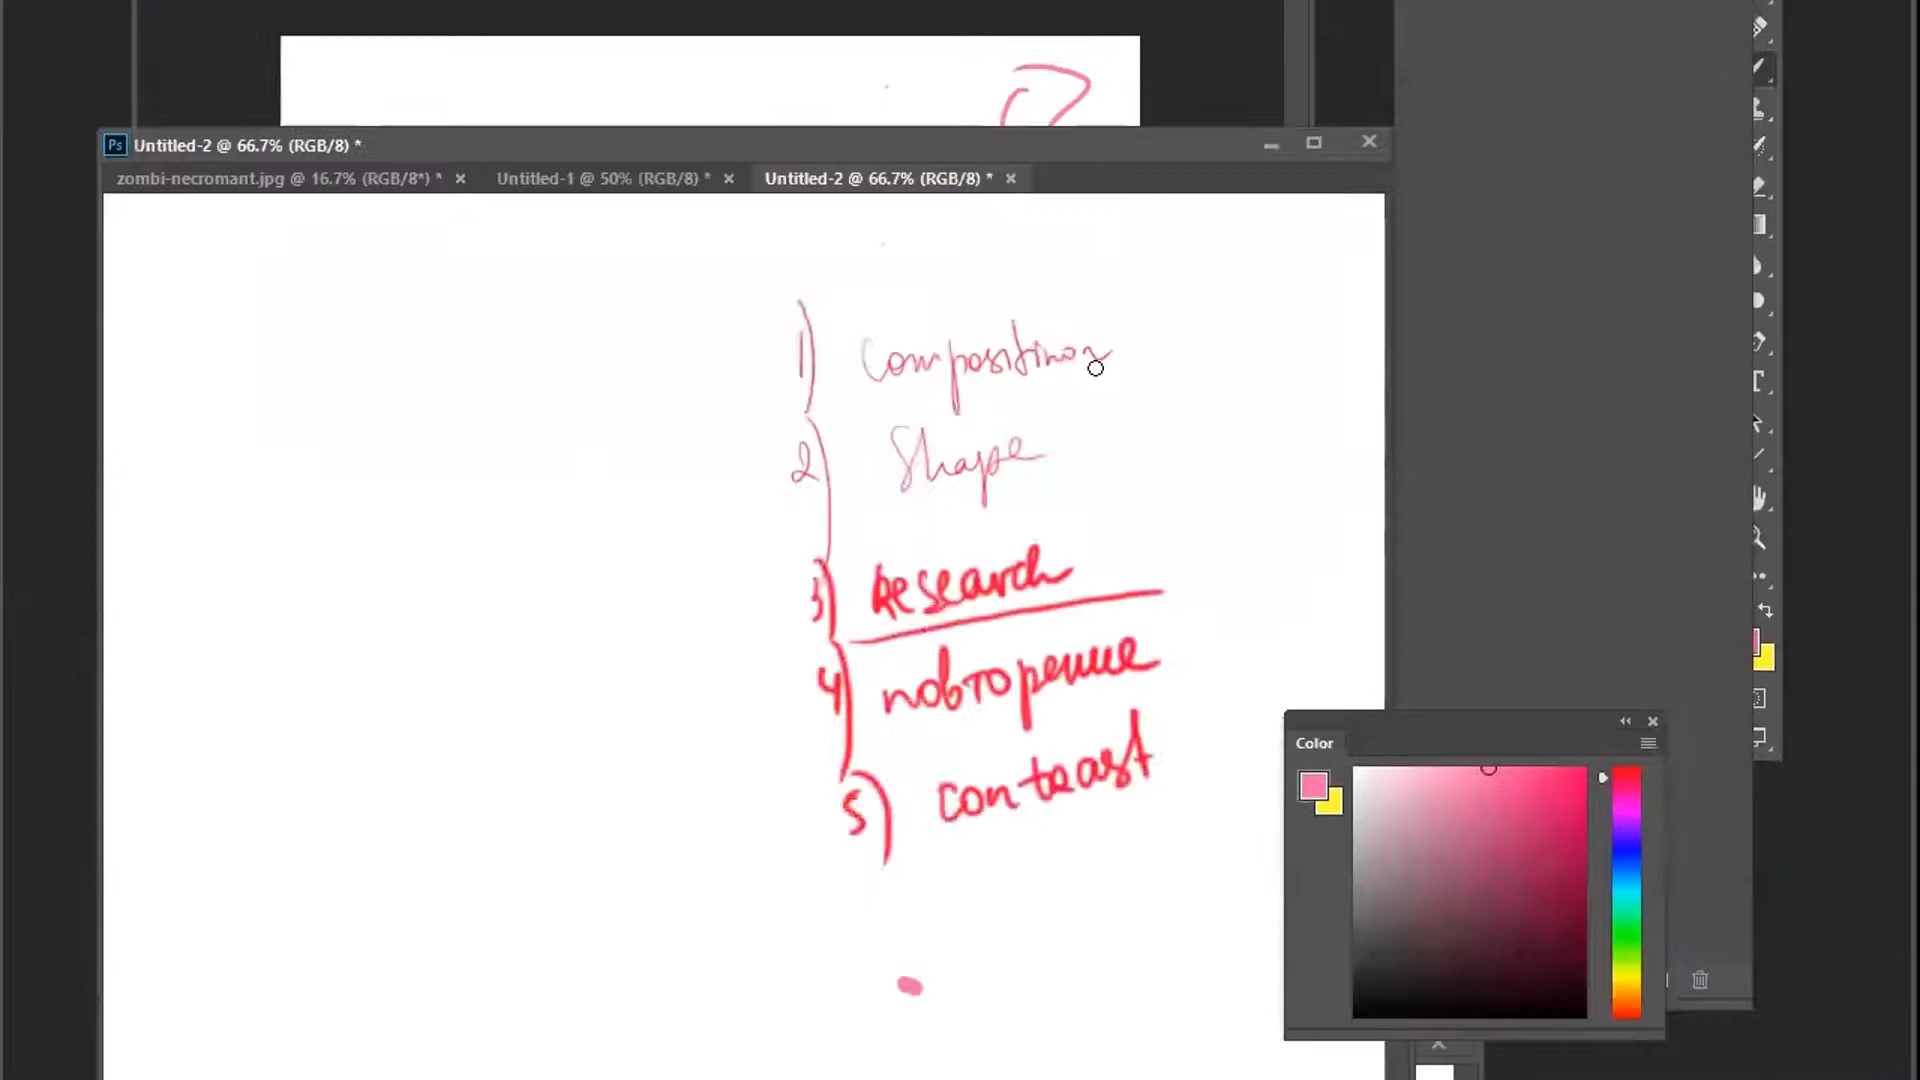 Untitled-2 @ 66.7% (RGB/8) *
zombi-necromant.jpg @ 16.7% (RGB/8*) * Untitled-1 @ 50% (RGB/8) * Untitled-2 @ 66.7% (RGB/8) *
1) Compositinon
2) Shape
3) Research
4) повторение
5) contrast
Color